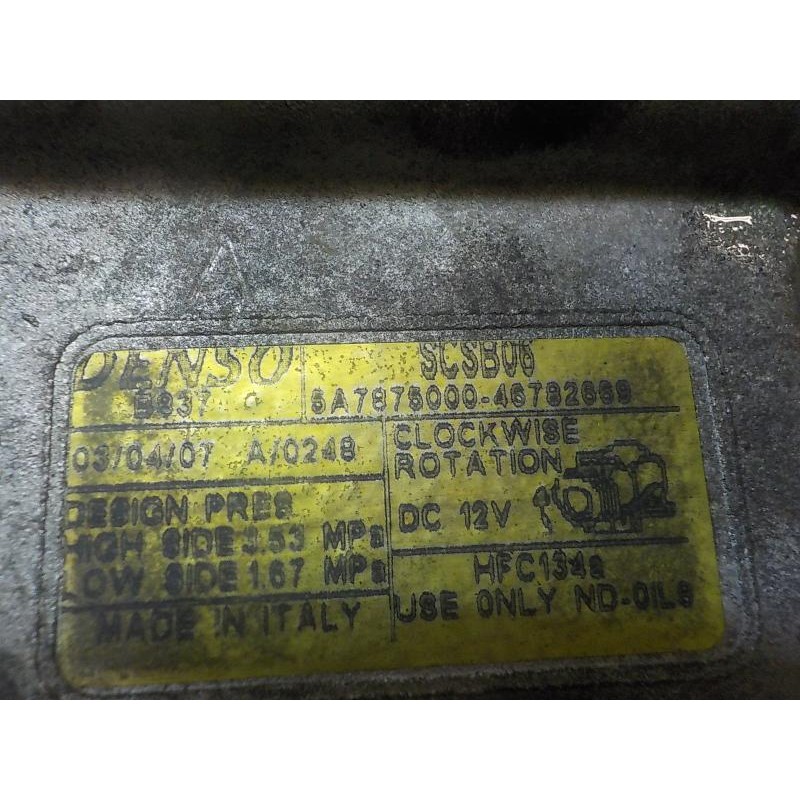 DENSO SCSB06
B637 5A7875000-46782669
03/04/07 A/0248
CLOCKWISE
ROTATION
DESIGN PRES
HIGH SIDE 3.53 MPa
LOW SIDE 1.67 MPa
DC 12V
HFC134a
MADE IN ITALY
USE ONLY ND-OIL8